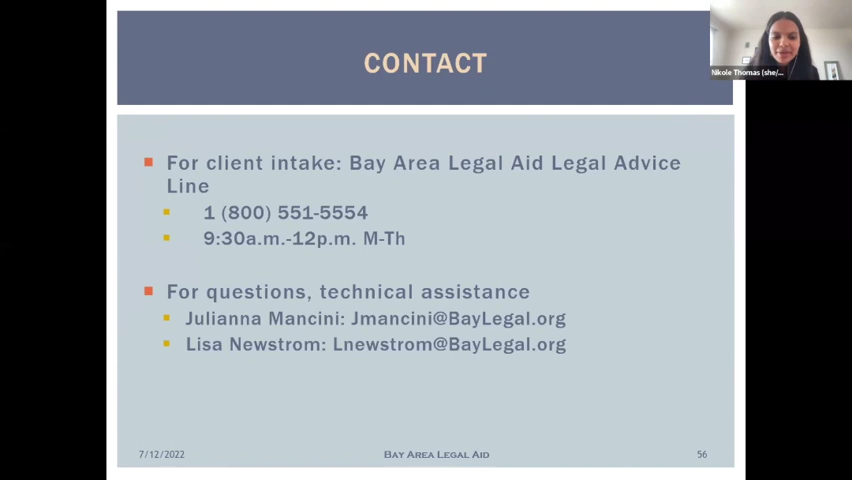 CONTACT
Nikole Thomas (she/...
For client intake: Bay Area Legal Aid Legal Advice
Line
1 (800) 551-5554
9:30a.m.-12p.m. M-Th
For questions, technical assistance
Julianna Mancini: Jmancini@BayLegal.org
Lisa Newstrom: Lnewstrom@BayLegal.org
7/12/2022
Bay Area Legal Aid
56